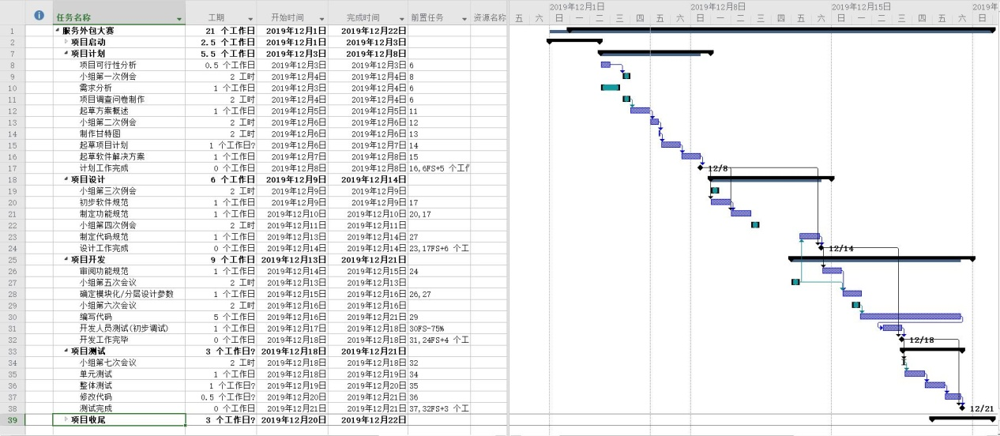 2019年12月1日 2019年12月8日 2019年12月15日 2019年
任务名称 工期 开始时间 完成时间 前置任务 资源名称 五 六 日 一 二 三 四 五 六 日 一 二 三 四 五 六 日 一 二 三 四 五 六 日
1 服务外包大赛 21 个工作日 2019年12月1日 2019年12月22日
2 项目启动 2.5 个工作日 2019年12月1日 2019年12月3日
7 项目计划 5.5 个工作日 2019年12月3日 2019年12月8日
8 项目可行性分析 0.5 个工作日 2019年12月3日 2019年12月3日 6
9 小组第一次例会 2 工时 2019年12月4日 2019年12月4日 8
10 需求分析 1 个工作日 2019年12月3日 2019年12月4日 6
11 项目调查问卷制作 2 工时 2019年12月4日 2019年12月4日 6
12 起草方案概述 1 个工作日 2019年12月5日 2019年12月5日 11
13 小组第二次例会 2 工时 2019年12月6日 2019年12月6日 12
14 制作甘特图 2 工时 2019年12月6日 2019年12月6日 13
15 起草项目计划 1 个工作日? 2019年12月6日 2019年12月7日 14
16 起草软件解决方案 1 个工作日 2019年12月7日 2019年12月8日 15
17 计划工作完成 0 个工作日 2019年12月8日 2019年12月8日 16,6FS+5 个工作 12/8
18 项目设计 6 个工作日 2019年12月9日 2019年12月14日
19 小组第三次例会 2 工时 2019年12月9日 2019年12月9日
20 初步软件规范 1 个工作日 2019年12月9日 2019年12月9日 17
21 制定功能规范 1 个工作日 2019年12月10日 2019年12月10日 20,17
22 小组第四次例会 2 工时 2019年12月11日 2019年12月11日
23 制定代码规范 1 个工作日 2019年12月13日 2019年12月14日 27
24 设计工作完成 0 个工作日 2019年12月14日 2019年12月14日 23,17FS+6 个工 12/14
25 项目开发 9 个工作日 2019年12月13日 2019年12月21日
26 审阅功能规范 1 个工作日 2019年12月14日 2019年12月15日 24
27 小组第五次会议 2 工时 2019年12月13日 2019年12月13日
28 确定模块化/分层设计参数 1 个工作日 2019年12月15日 2019年12月16日 26,27
29 小组第六次会议 2 工时 2019年12月16日 2019年12月16日
30 编写代码 5 个工作日 2019年12月16日 2019年12月21日 29
31 开发人员测试(初步调试) 1 个工作日 2019年12月17日 2019年12月18日 30FS-75%
32 开发工作完毕 0 个工作日 2019年12月18日 2019年12月18日 31,24FS+4 个工 12/18
33 项目测试 3 个工作日? 2019年12月18日 2019年12月21日
34 小组第七次会议 2 工时 2019年12月18日 2019年12月18日 32
35 单元测试 1 个工作日 2019年12月18日 2019年12月19日 34
36 整体测试 1 个工作日? 2019年12月19日 2019年12月20日 35
37 修改代码 0.5 个工作日? 2019年12月20日 2019年12月21日 36
38 测试完成 0 个工作日 2019年12月21日 2019年12月21日 37,32FS+3 个工 12/21
39 项目收尾 3 个工作日? 2019年12月20日 2019年12月22日